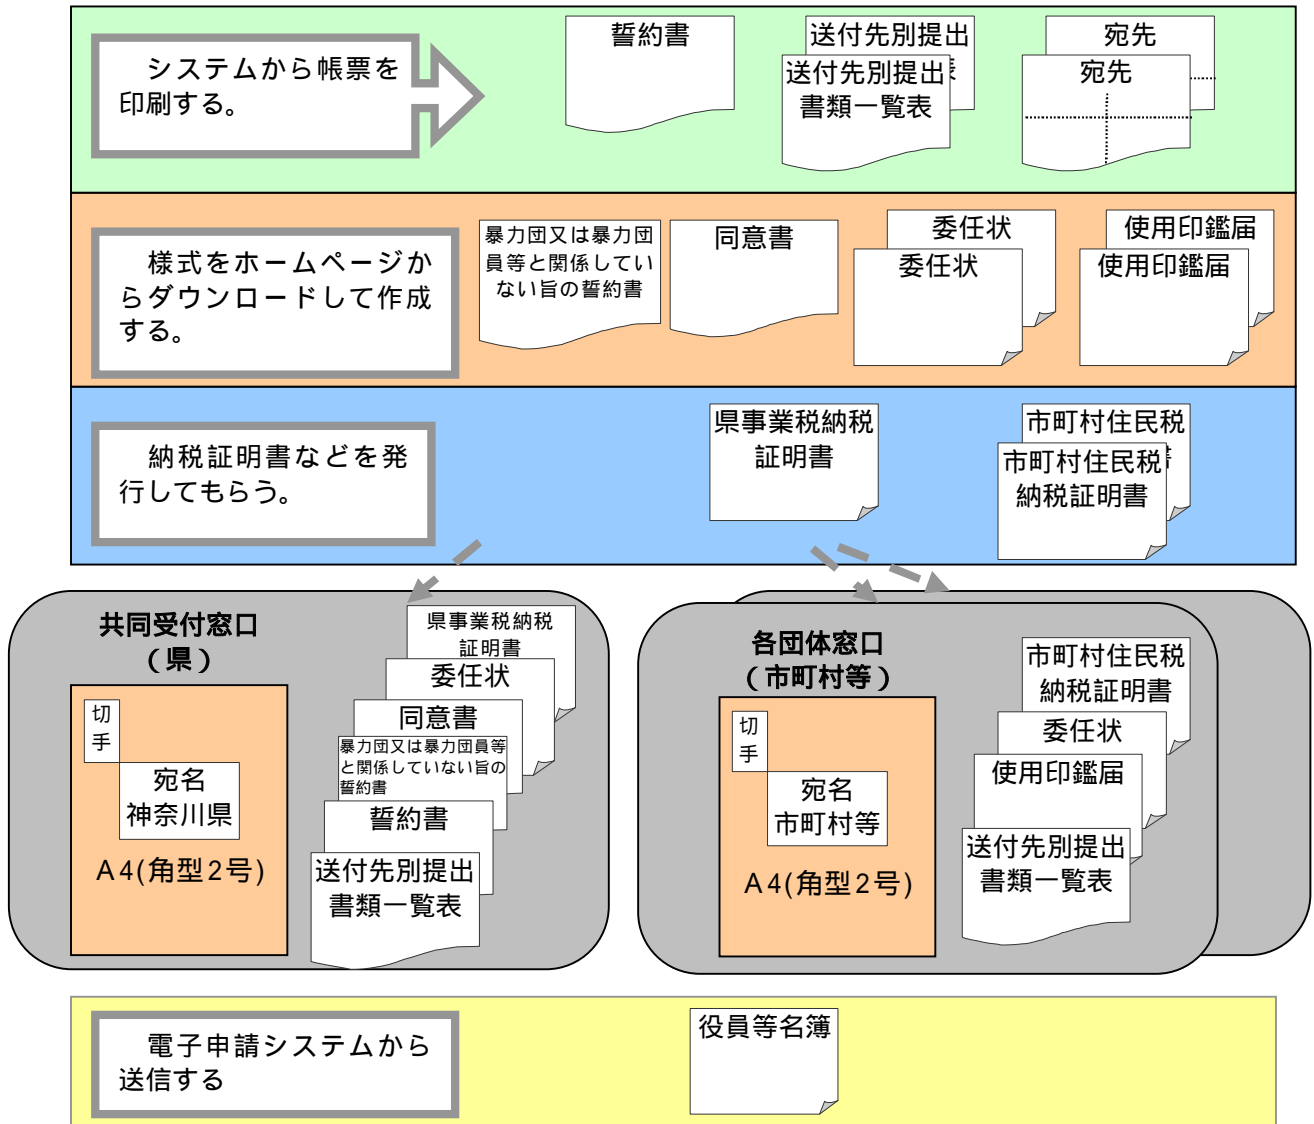 システムから帳票を
印刷する。
誓約書
送付先別提出
送付先別提出
書類一覧表
宛先
宛先
様式をホームページか
らダウンロードして作成
する。
暴力団又は暴力団
員等と関係してい
ない旨の誓約書
同意書
委任状
委任状
使用印鑑届
使用印鑑届
納税証明書などを発
行してもらう。
県事業税納税
証明書
市町村住民税
市町村住民税
納税証明書
共同受付窓口
(県)
切
手
宛名
神奈川県
A4(角型2号)
県事業税納税
証明書
委任状
同意書
暴力団又は暴力団員等
と関係していない旨の
誓約書
誓約書
送付先別提出
書類一覧表
各団体窓口
(市町村等)
切
手
宛名
市町村等
A4(角型2号)
市町村住民税
納税証明書
委任状
使用印鑑届
送付先別提出
書類一覧表
電子申請システムから
送信する
役員等名簿